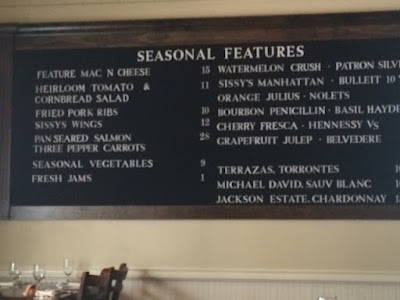 SEASONAL FEATURES
FEATURE MAC N CHEESE 15
HEIRLOOM TOMATO & 11
CORNBREAD SALAD
FRIED PORK RIBS 10
SISSYS WINGS 12
PAN SEARED SALMON 28
THREE PEPPER CARROTS
SEASONAL VEGETABLES 9
FRESH JAMS 1
WATERMELON CRUSH · PATRON SILVE
SISSY'S MANHATTAN · BULLEIT 10
ORANGE JULIUS · NOLETS
BOURBON PENICILLIN · BASIL HAYDE
CHERRY FRESCA · HENNESSY VS
GRAPEFRUIT JULEP · BELVEDERE
TERRAZAS, TORRONTES
MICHAEL DAVID, SAUV BLANC
JACKSON ESTATE, CHARDONNAY